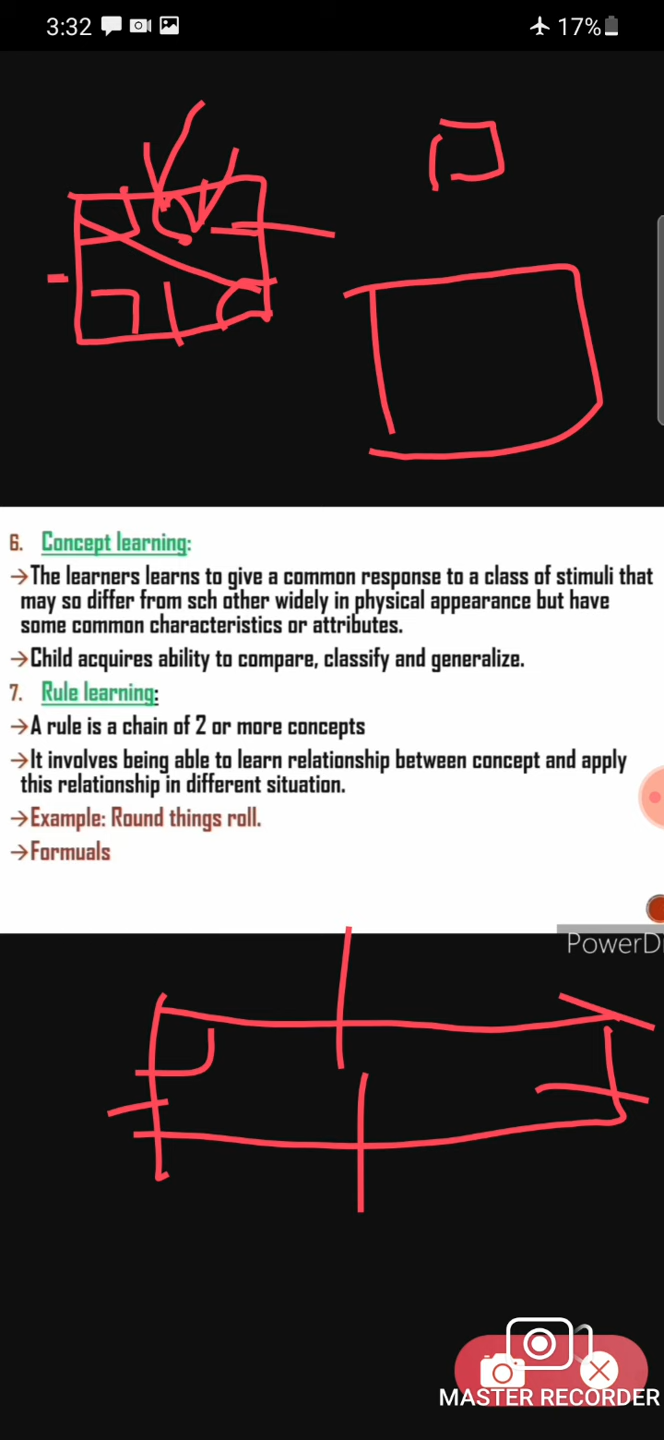 3:32 17%
6. Concept learning:
→The learners learns to give a common response to a class of stimuli that
may so differ from sch other widely in physical appearance but have
some common characteristics or attributes.
→Child acquires ability to compare, classify and generalize.
7. Rule learning:
→A rule is a chain of 2 or more concepts
→It involves being able to learn relationship between concept and apply
this relationship in different situation.
→Example: Round things roll.
→Formuals
PowerDi
MASTER RECORDER